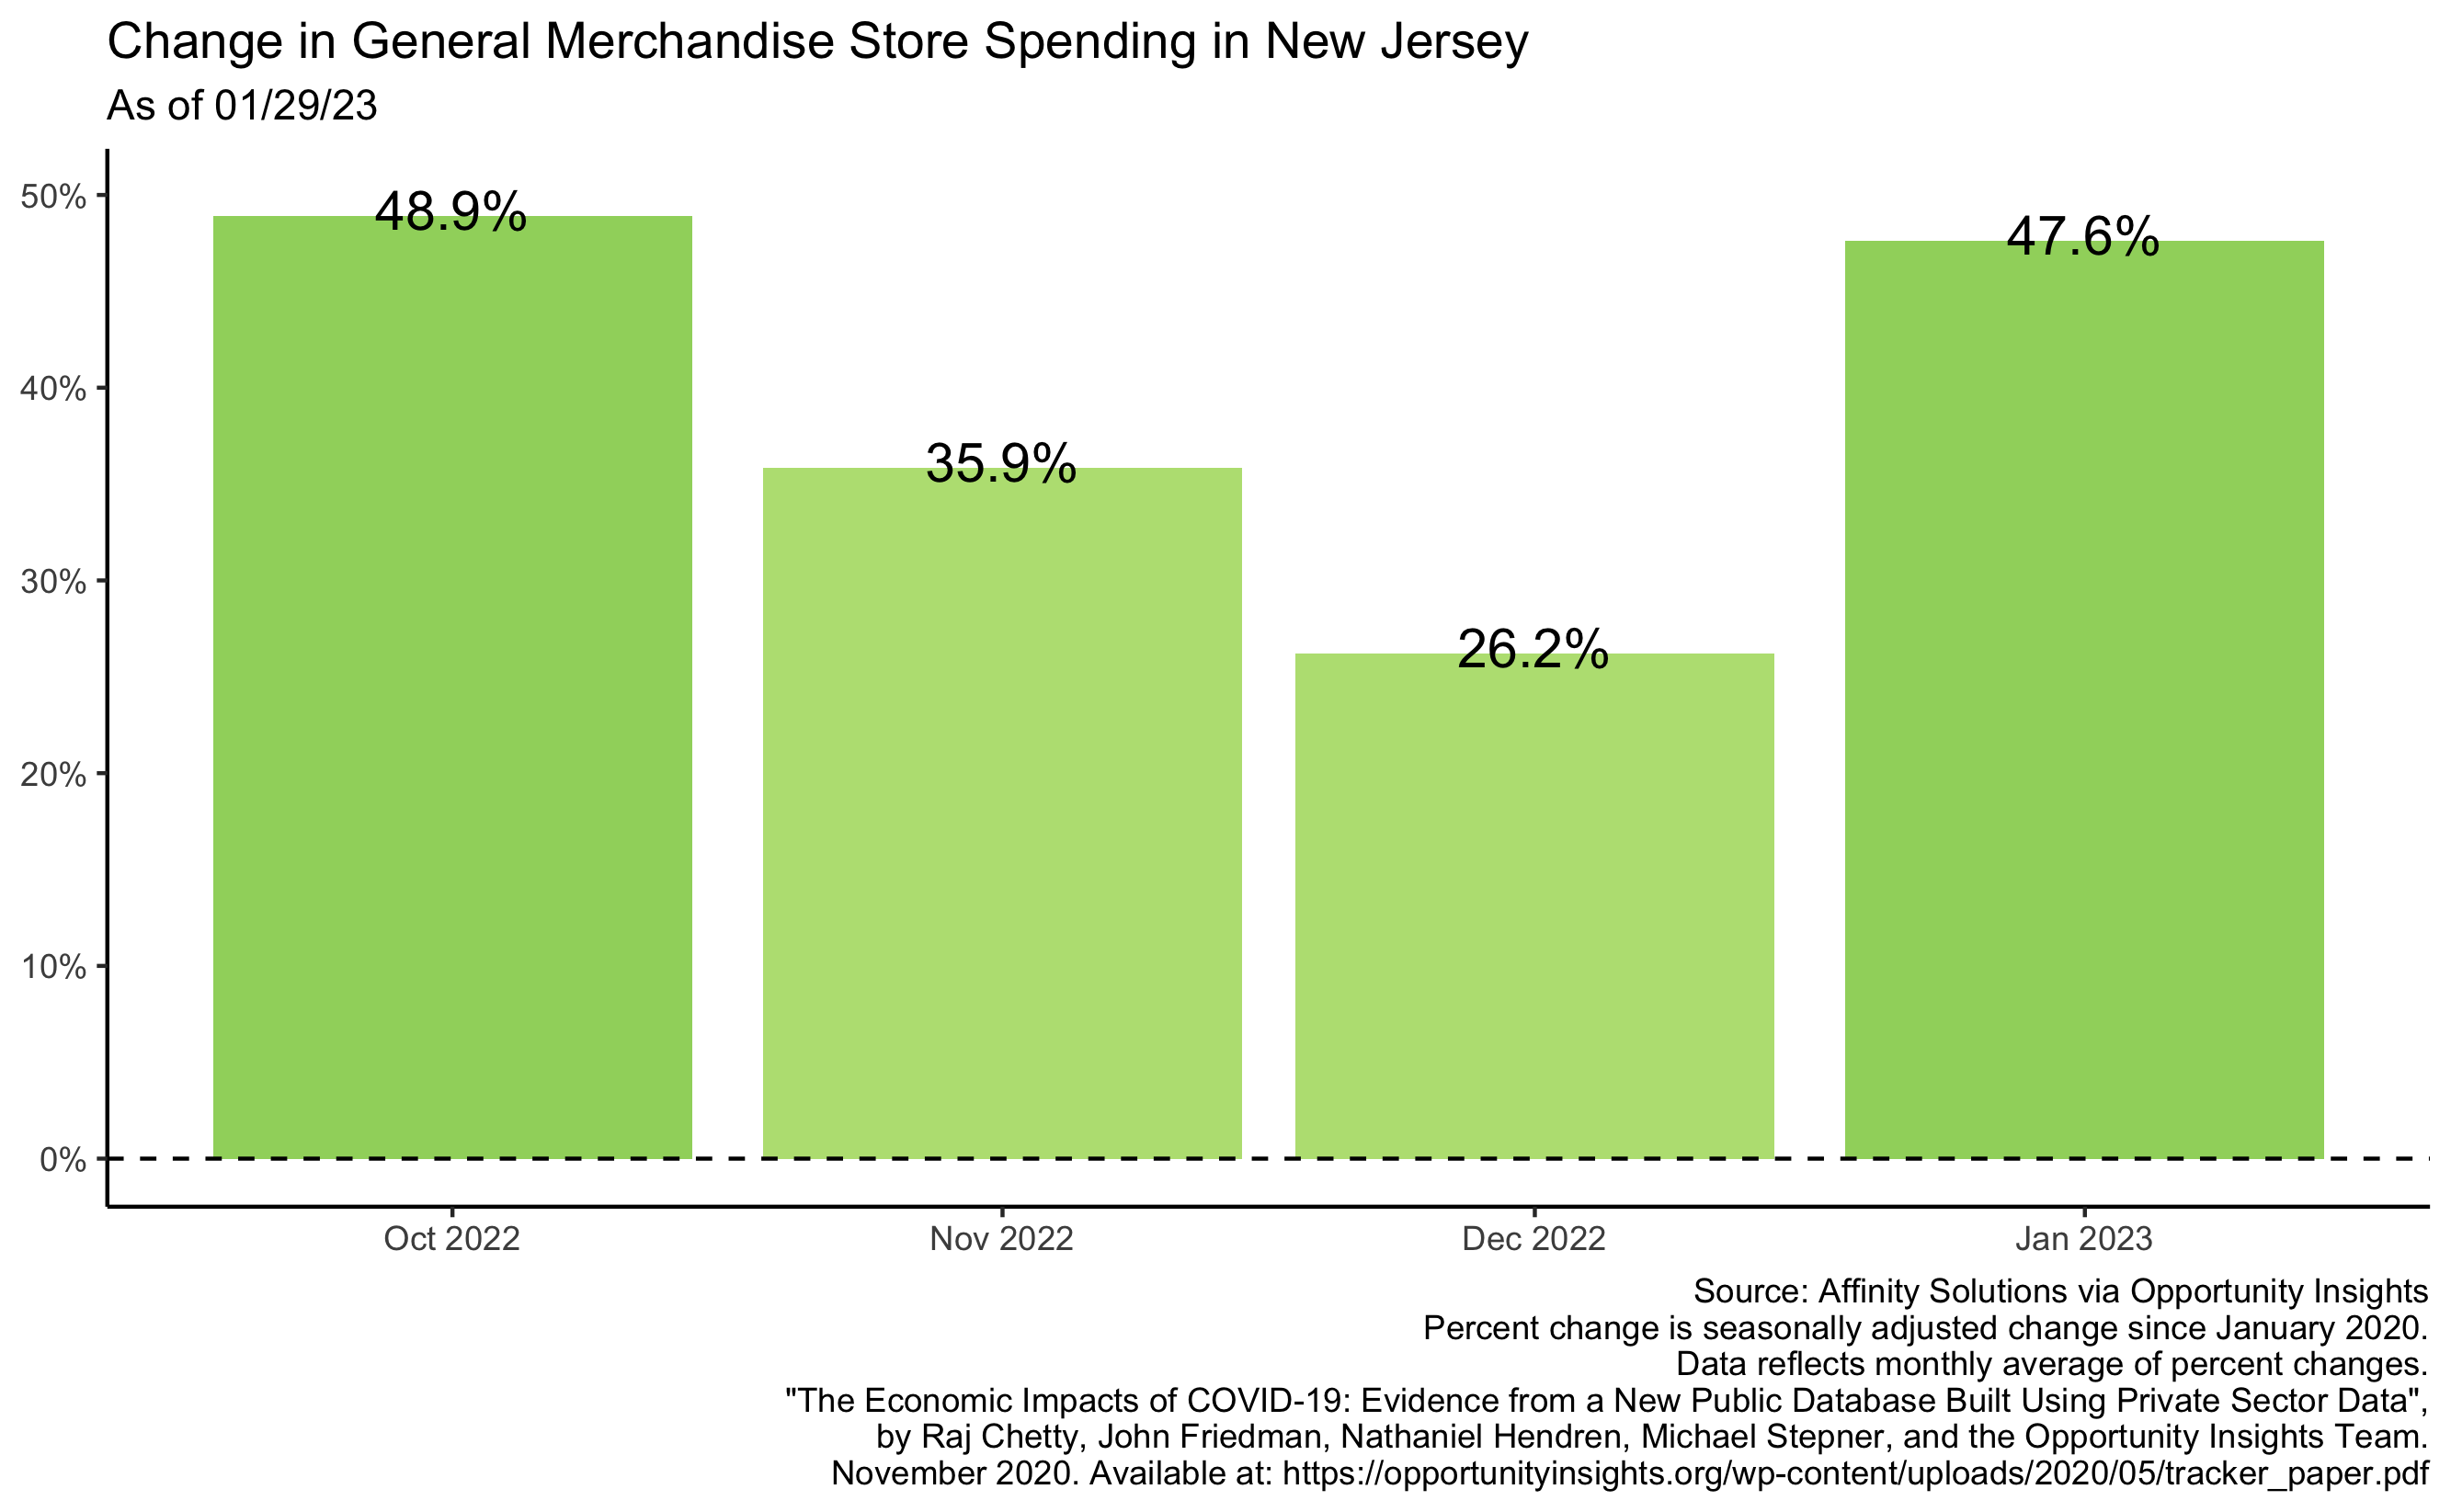 Change in General Merchandise Store Spending in New Jersey
As of 01/29/23
50%
40%
30%
20%
10%
0%
48.9%
35.9%
26.2%
47.6%
Oct 2022
Nov 2022
Dec 2022
Jan 2023
Source: Affinity Solutions via Opportunity Insights
Percent change is seasonally adjusted change since January 2020.
Data reflects monthly average of percent changes.
"The Economic Impacts of COVID-19: Evidence from a New Public Database Built Using Private Sector Data",
by Raj Chetty, John Friedman, Nathaniel Hendren, Michael Stepner, and the Opportunity Insights Team.
November 2020. Available at: https://opportunityinsights.org/wp-content/uploads/2020/05/tracker_paper.pdf